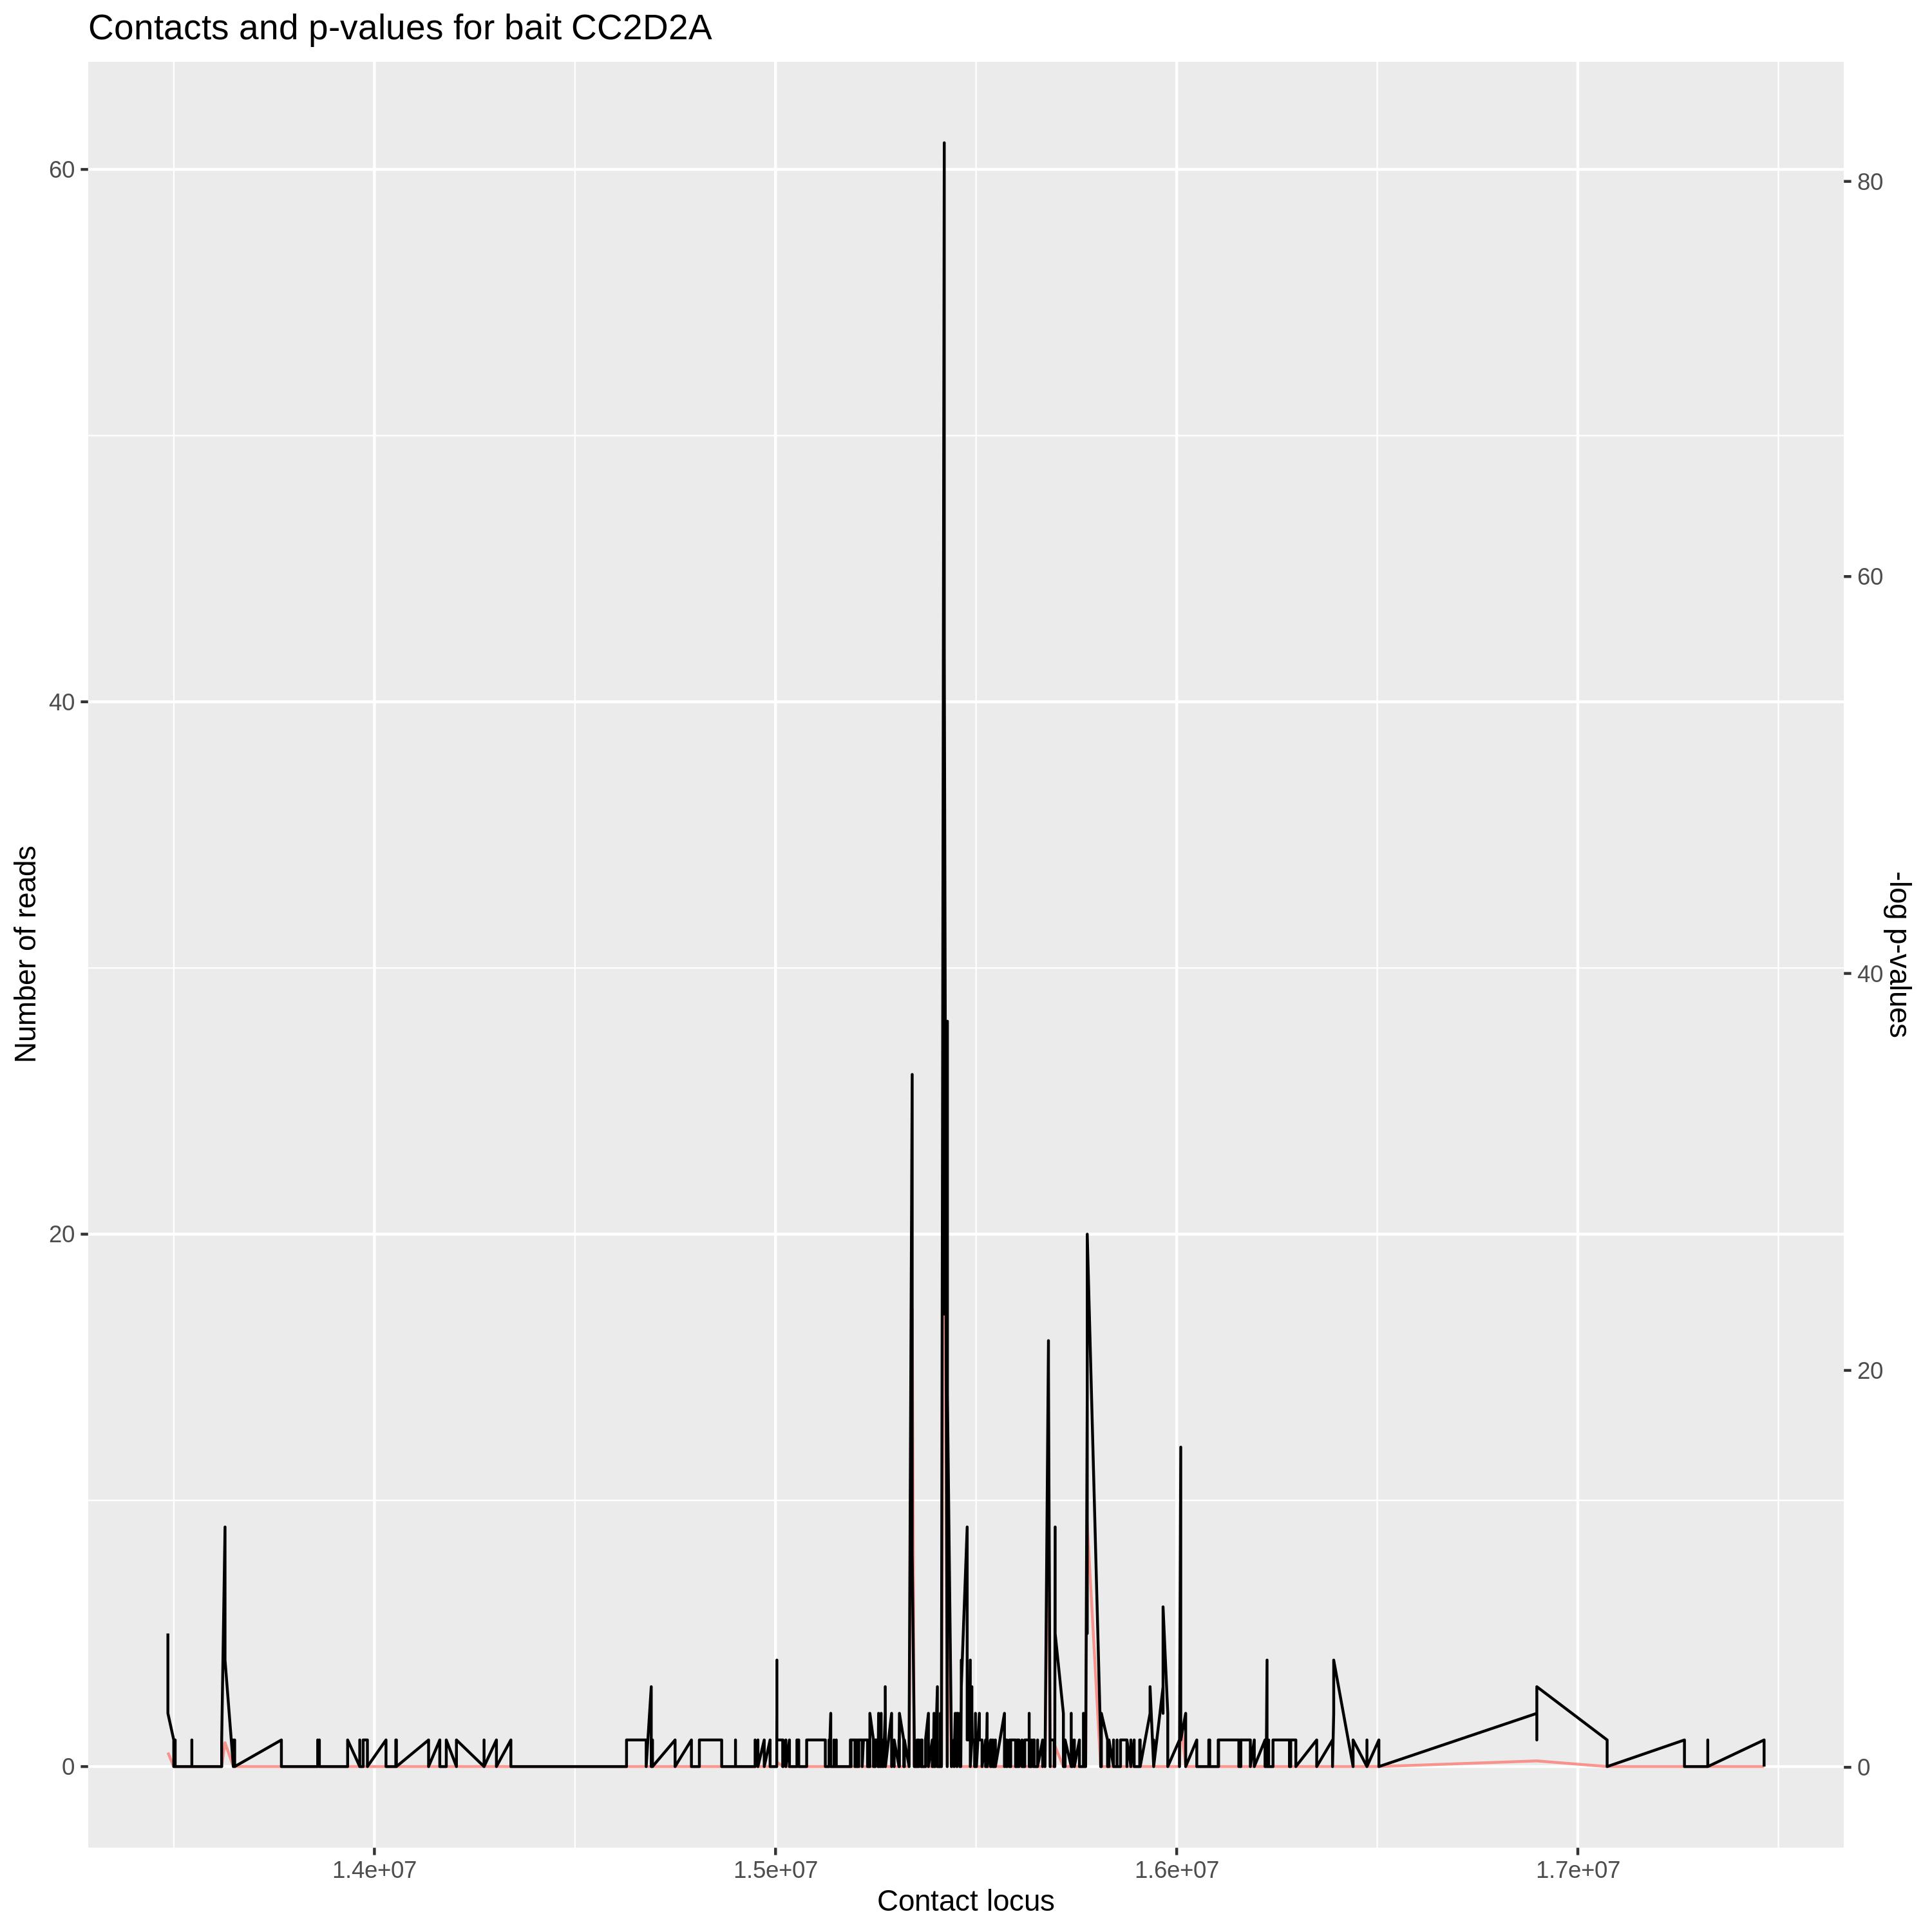 Contacts and p-values for bait CC2D2A
60
40
20
0
Number of reads
80
60
40
20
0
-log p-values
1.4e+07
1.5e+07
1.6e+07
1.7e+07
Contact locus